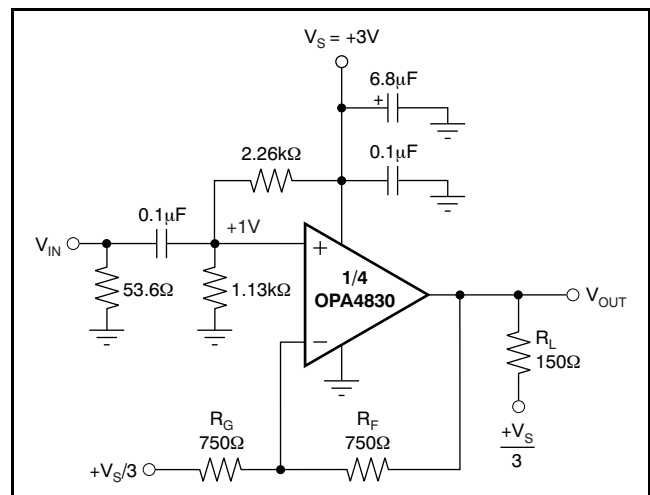 V_S = +3V
6.8μF
+
2.26kΩ
0.1μF
0.1μF
+1V
V_IN
53.6Ω
1.13kΩ
+
1/4
OPA4830
−
V_OUT
R_L
150Ω
+V_S
3
R_G
750Ω
R_F
750Ω
+V_S/3